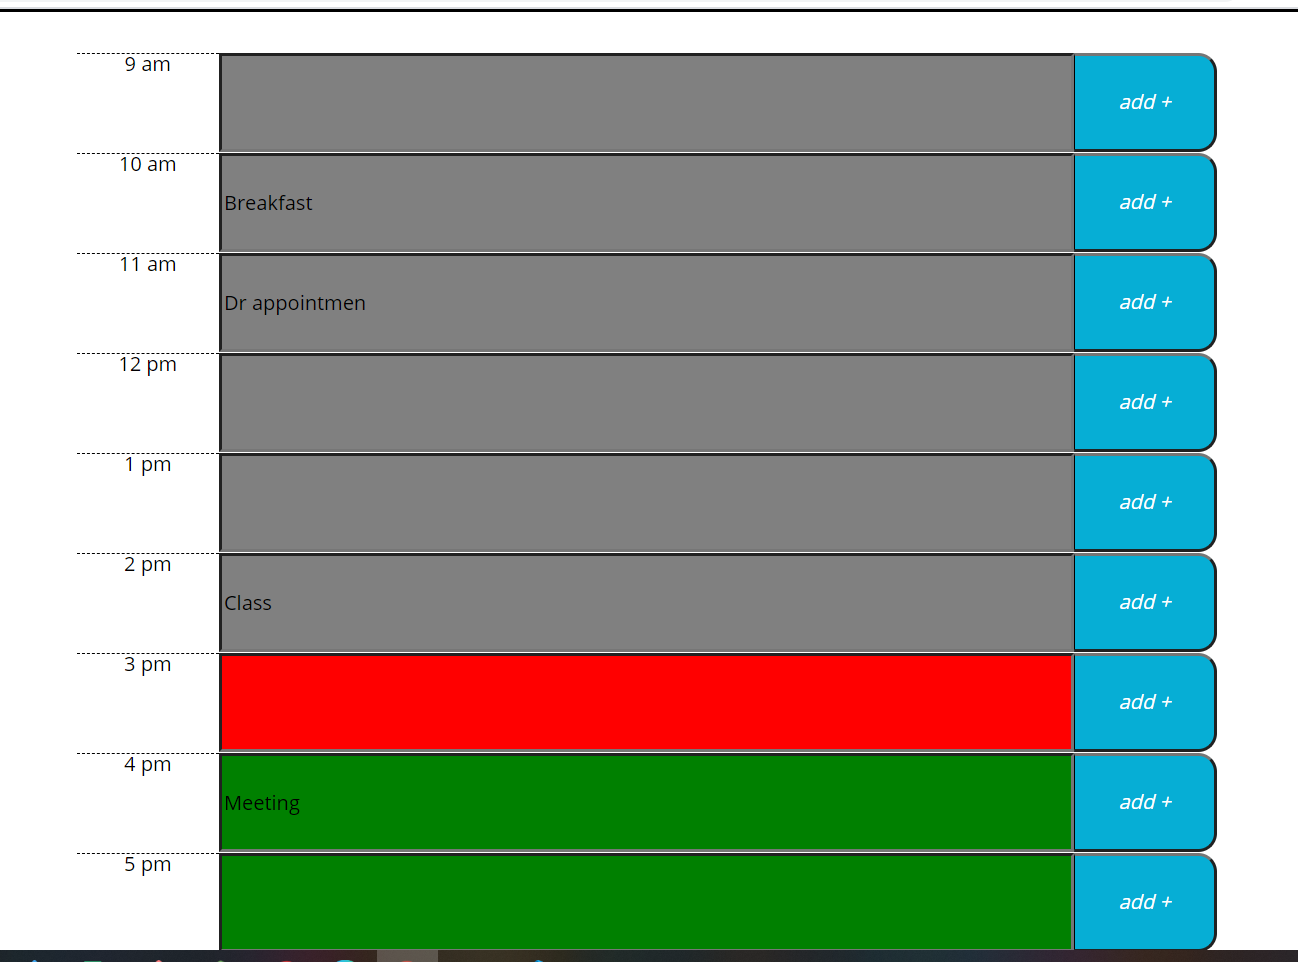 9 am
add +
10 am
Breakfast
add +
11 am
Dr appointmen
add +
12 pm
add +
1 pm
add +
2 pm
Class
add +
3 pm
add +
4 pm
Meeting
add +
5 pm
add +